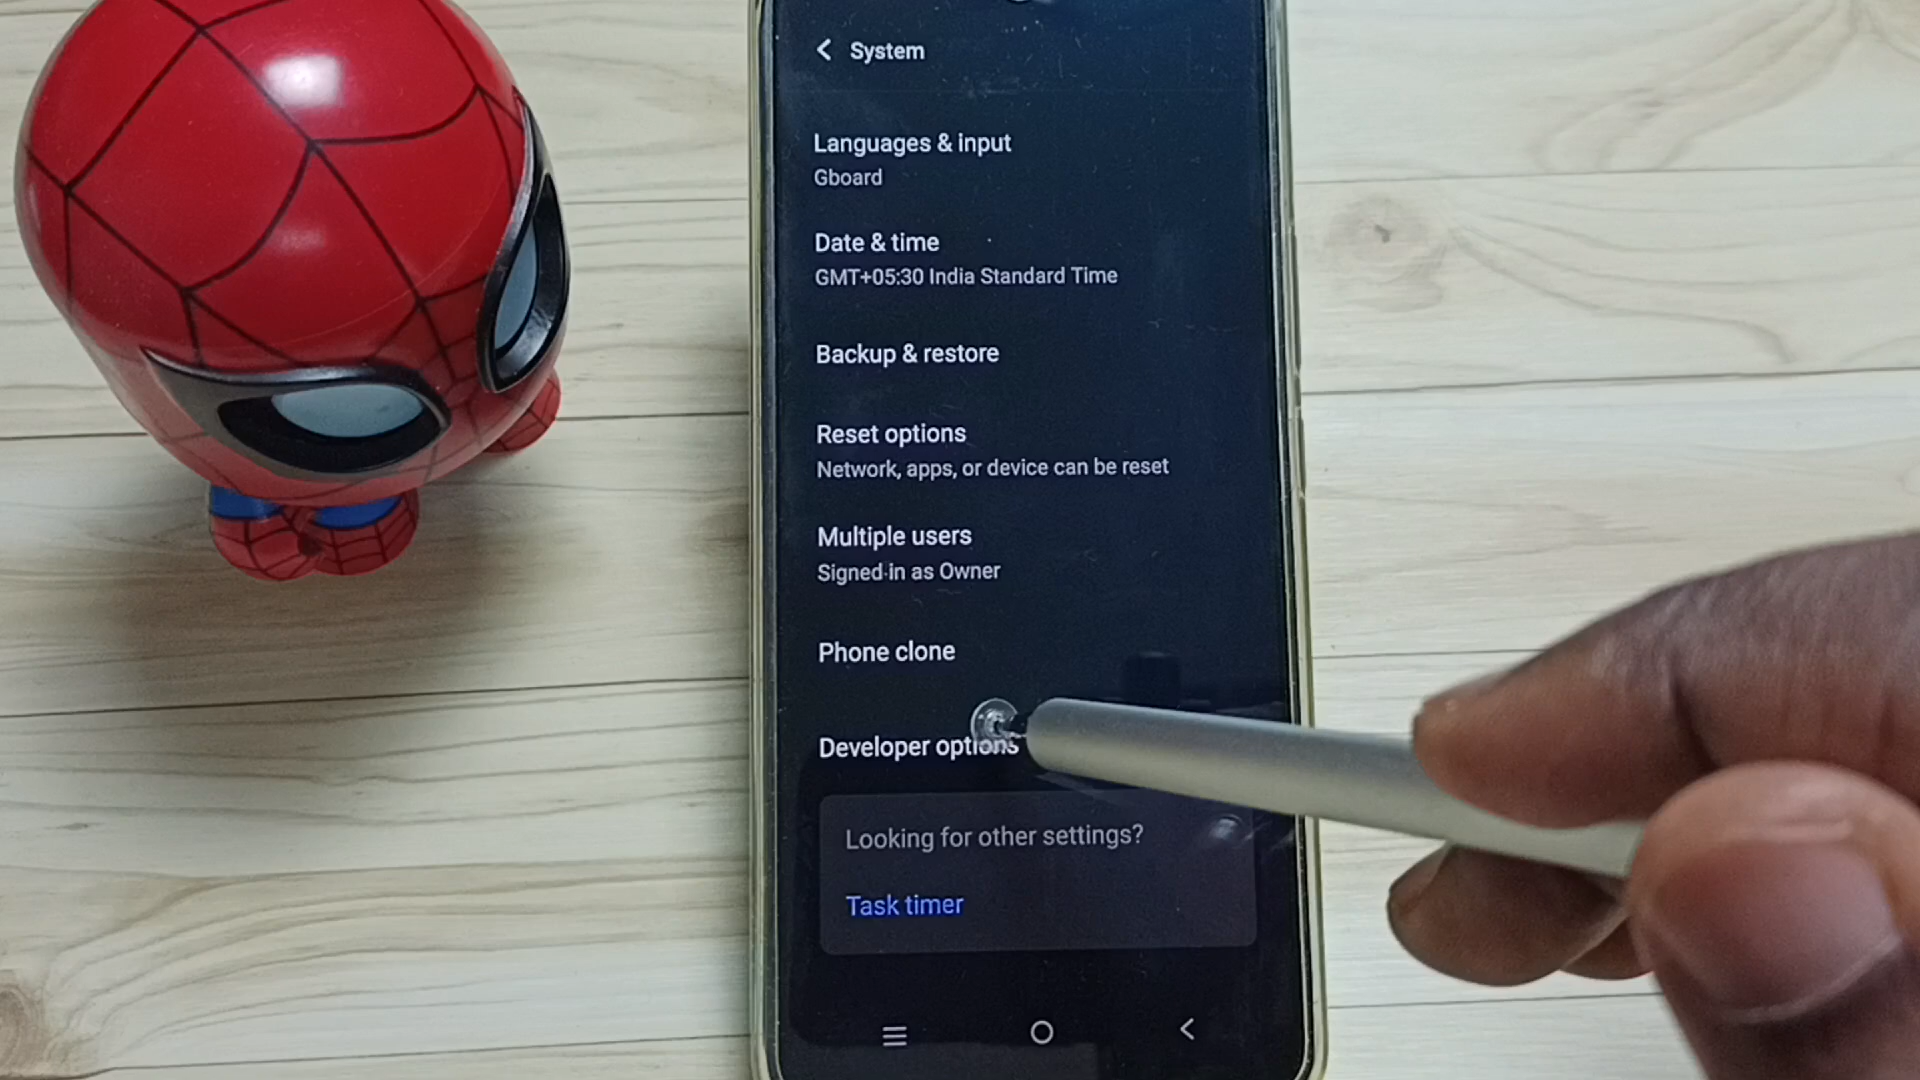 System
Languages & input
Gboard
Date & time
GMT+05:30 India Standard Time
Backup & restore
Reset options
Network, apps, or device can be reset
Multiple users
Signed in as Owner
Phone clone
Developer options
Looking for other settings?
Task timer